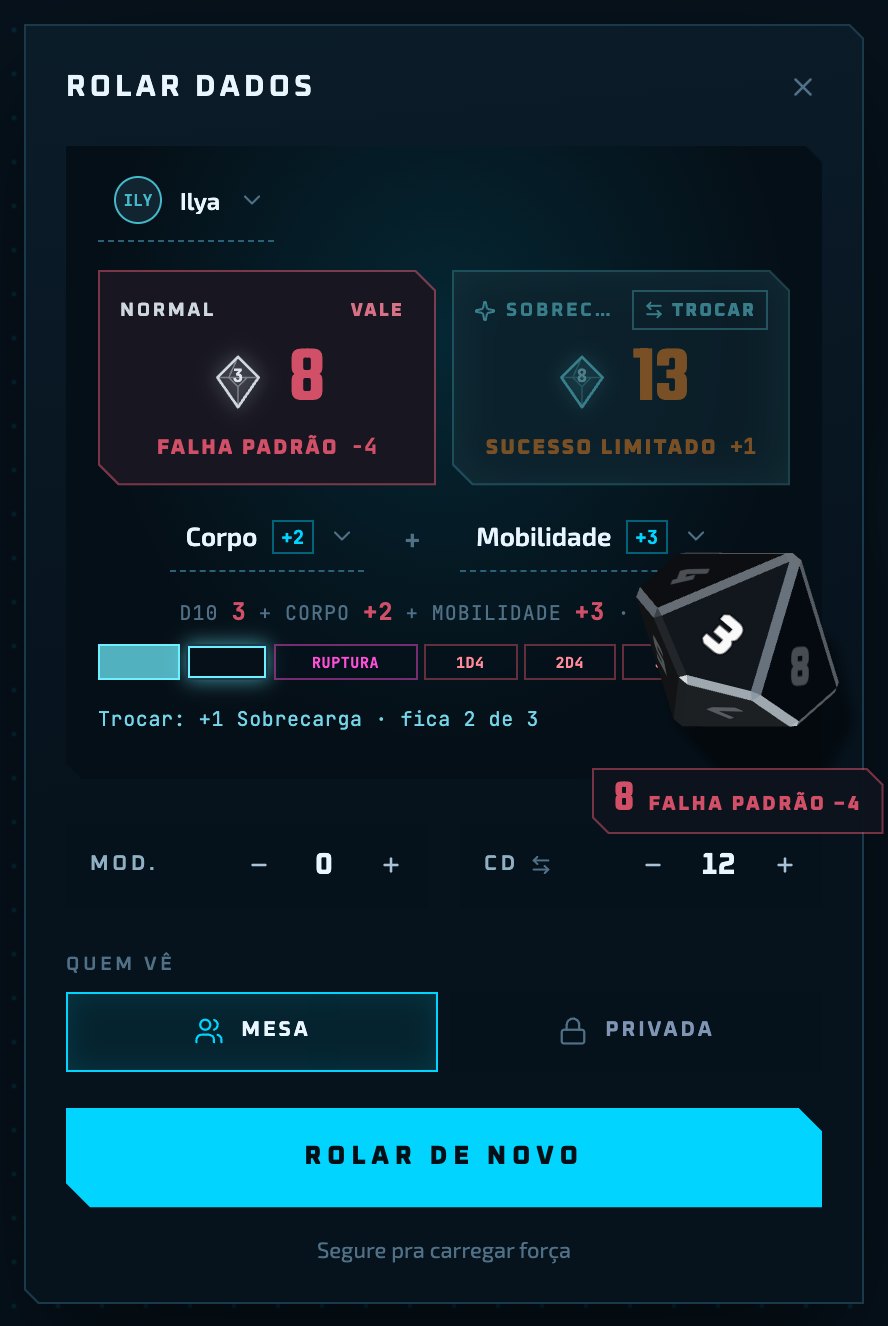 ROLAR DADOS
ILY Ilya
NORMAL VALE
3 8
FALHA PADRÃO -4
SOBREC... TROCAR
8 13
SUCESSO LIMITADO +1
Corpo +2 + Mobilidade +3
D10 3 + CORPO +2 + MOBILIDADE +3 ·
RUPTURA 1D4 2D4
3 8
Trocar: +1 Sobrecarga · fica 2 de 3
8 FALHA PADRÃO -4
MOD. − 0 +
CD − 12 +
QUEM VÊ
MESA
PRIVADA
ROLAR DE NOVO
Segure pra carregar força